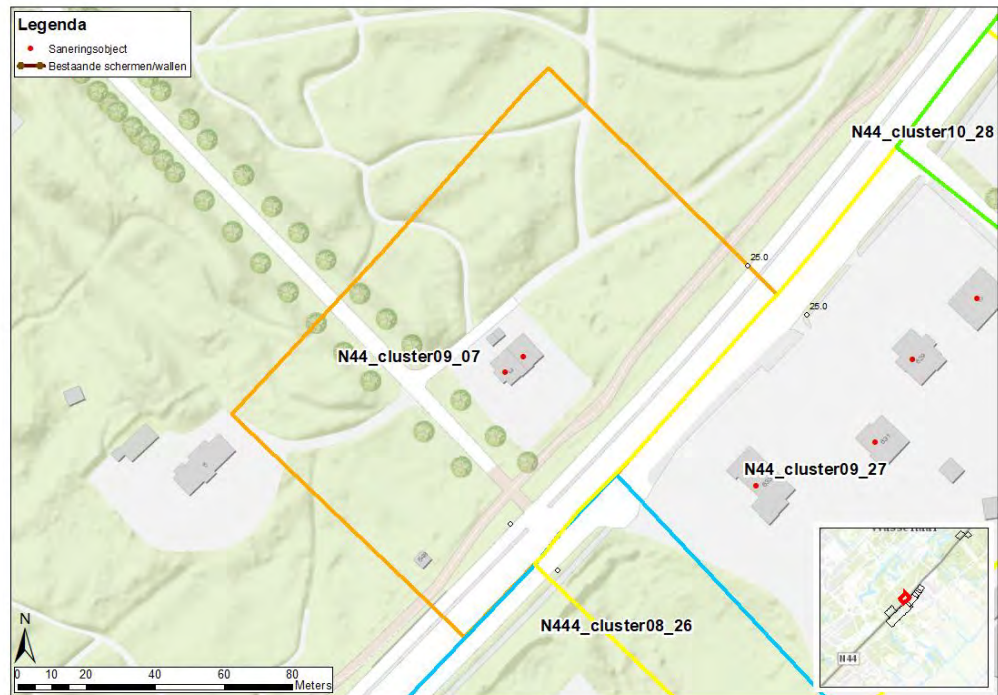 Legenda
Saneringsobject
Bestaande schermen/wallen
N44_cluster10_28
25.0
25.0
N44_cluster09_07
N44_cluster09_27
N444_cluster08_26
N
0 10 20 40 60 80
Meters
N44